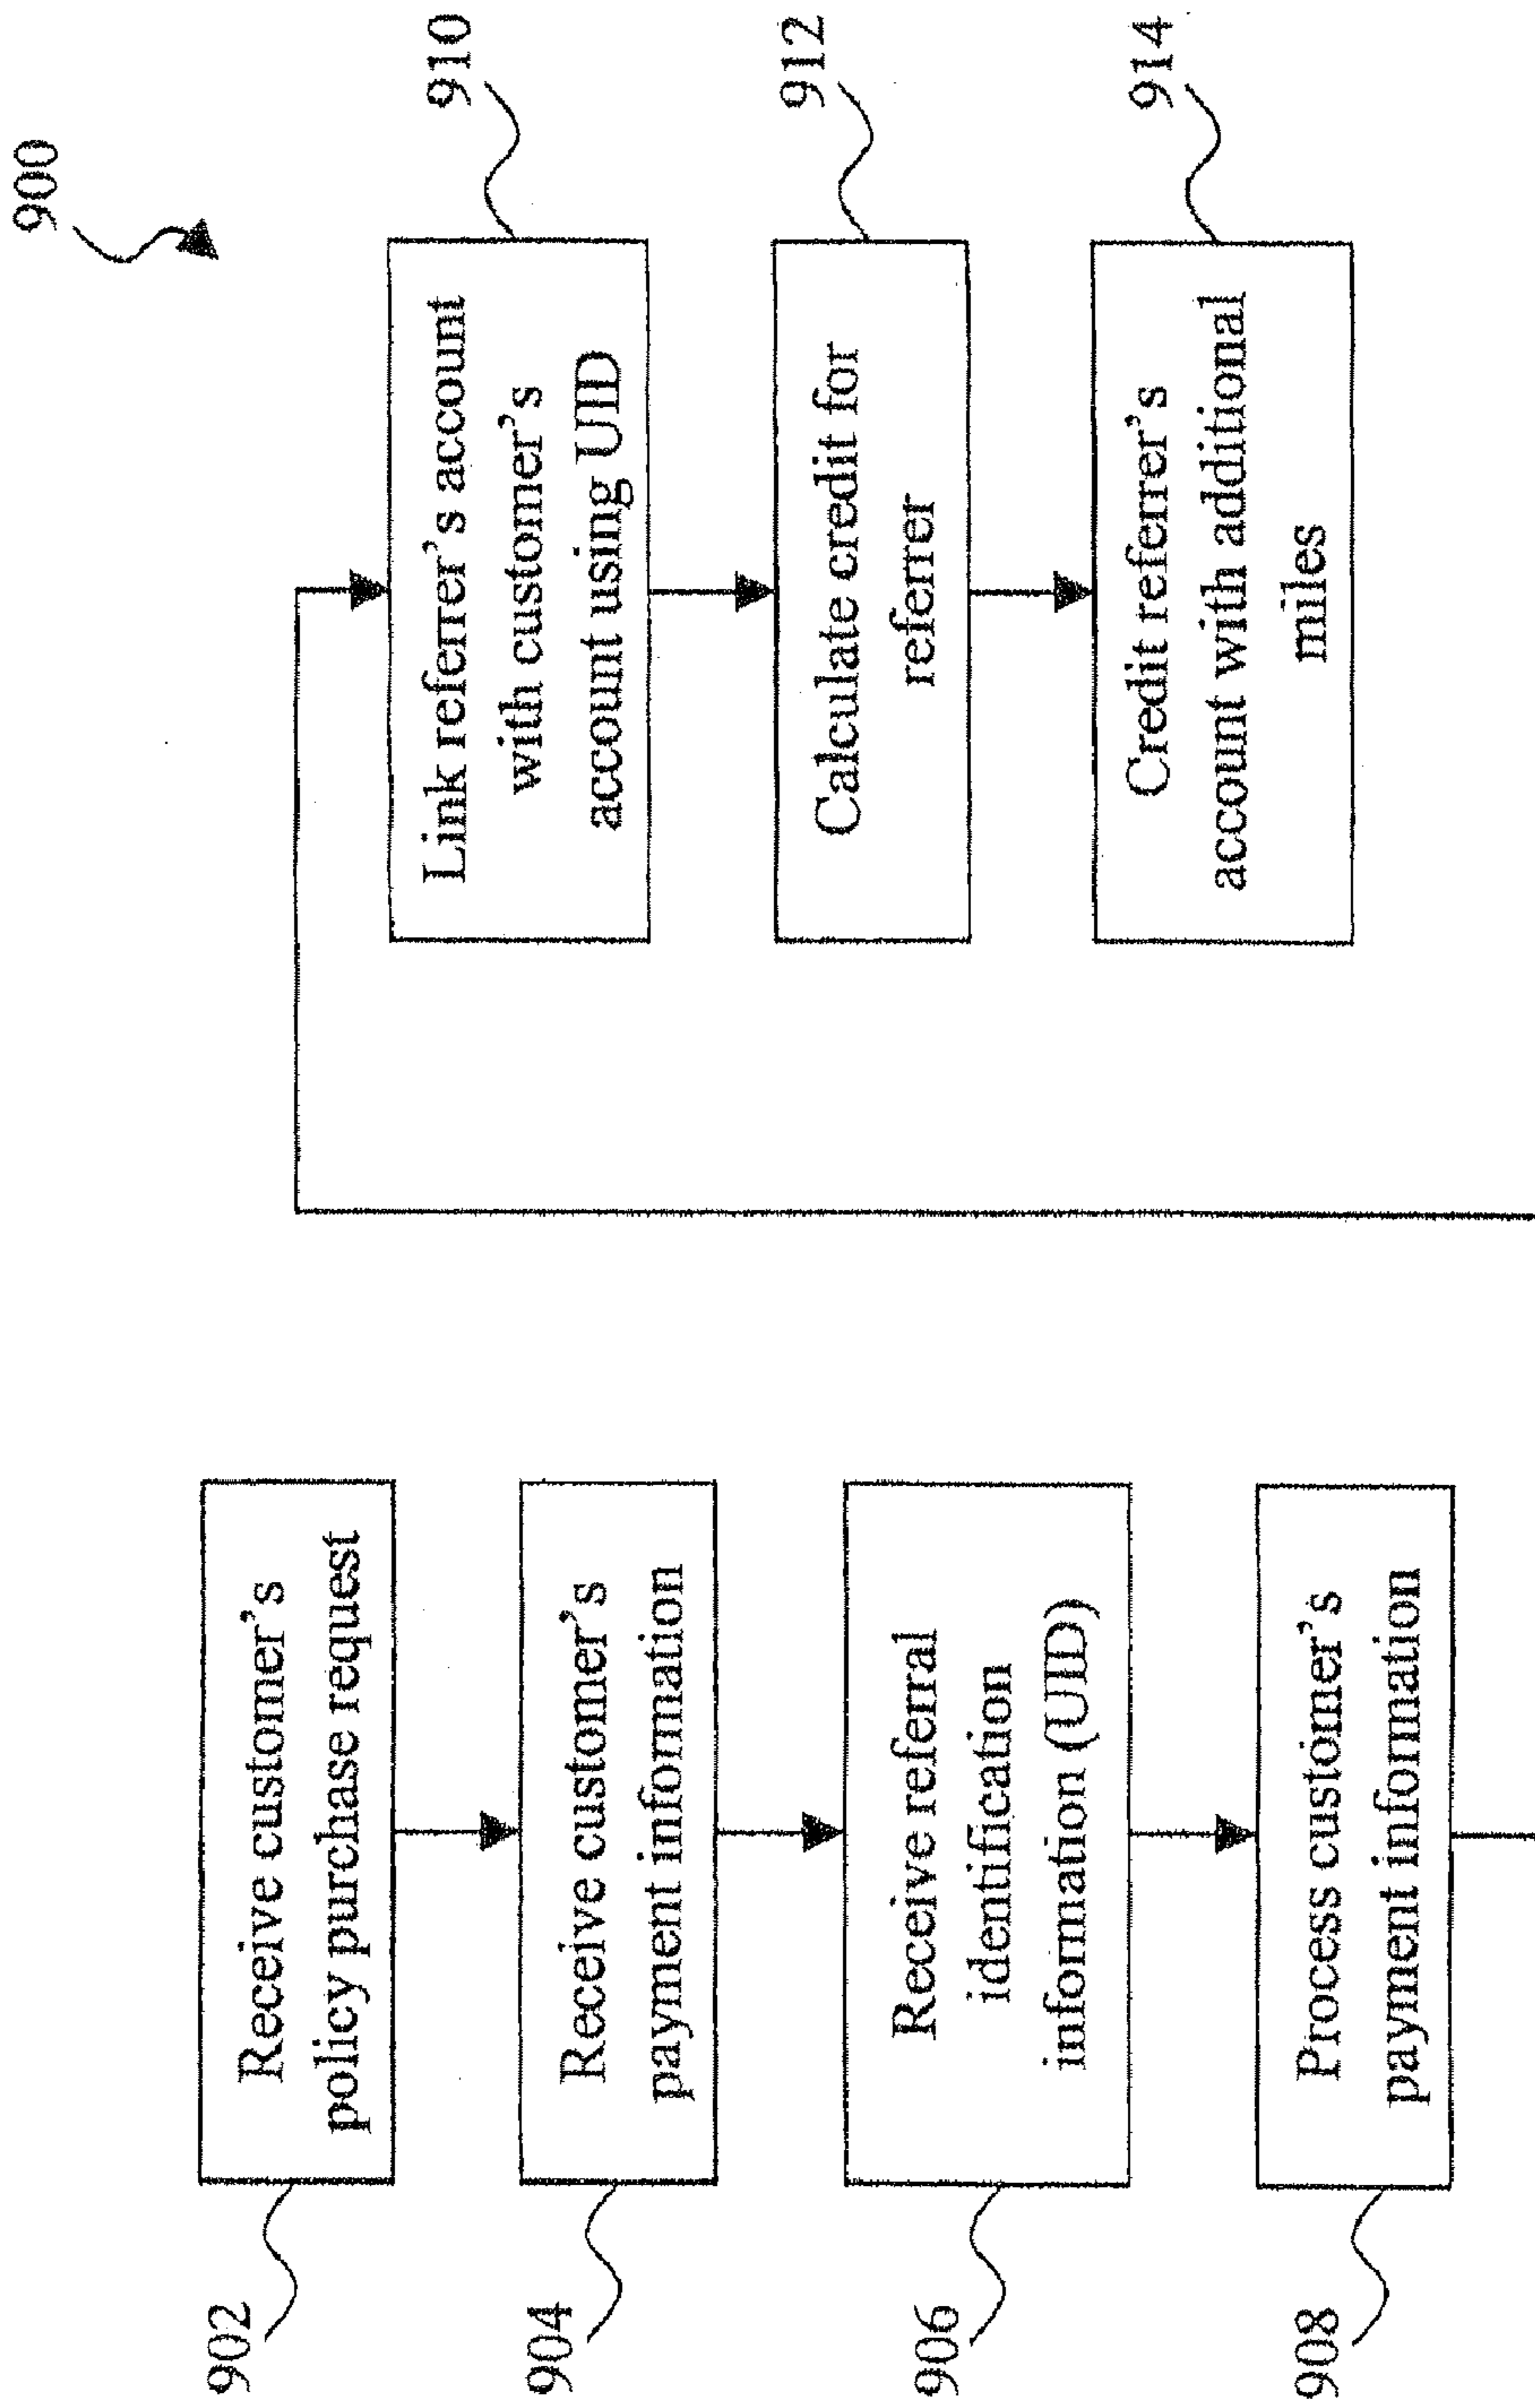 900
902
Receive customer's
policy purchase request
904
Receive customer's
payment information
906
Receive referral
identification
information (UID)
908
Process customer's
payment information
Link referrer's account
with customer's
account using UID
910
Calculate credit for
referrer
912
Credit referrer's
account with additional
miles
914